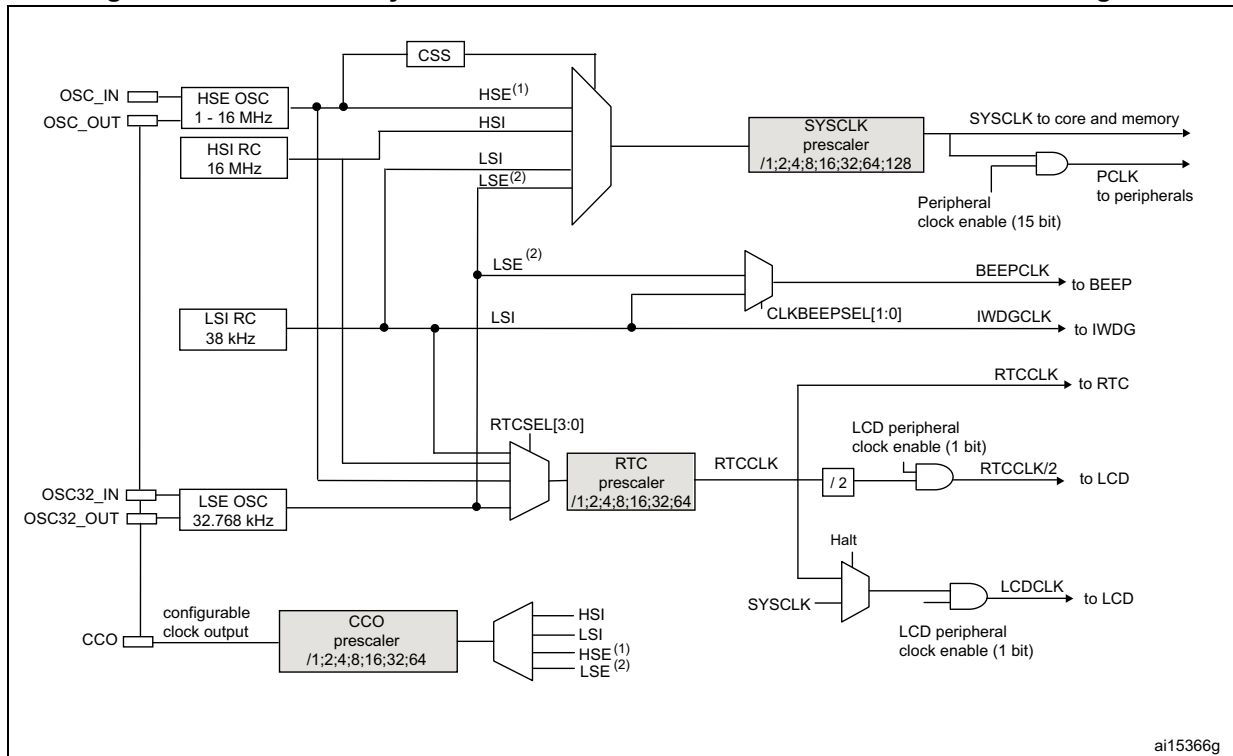 CSS
OSC_IN
OSC_OUT
HSE OSC
1 - 16 MHz
HSE(1)
HSI RC
16 MHz
HSI
LSI
LSE(2)
SYSCLK
prescaler
/1;2;4;8;16;32;64;128
SYSCLK to core and memory
PCLK
to peripherals
Peripheral
clock enable (15 bit)
LSE(2)
BEEPCLK
to BEEP
CLKBEEPSEL[1:0]
LSI RC
38 kHz
LSI
IWDGCLK
to IWDG
RTCCLK
to RTC
RTCSEL[3:0]
RTC
prescaler
/1;2;4;8;16;32;64
RTCCLK
LCD peripheral
clock enable (1 bit)
/ 2
RTCCLK/2
to LCD
OSC32_IN
OSC32_OUT
LSE OSC
32.768 kHz
Halt
SYSCLK
LCDCLK
to LCD
LCD peripheral
clock enable (1 bit)
CCO
configurable
clock output
CCO
prescaler
/1;2;4;8;16;32;64
HSI
LSI
HSE(1)
LSE(2)
ai15366g